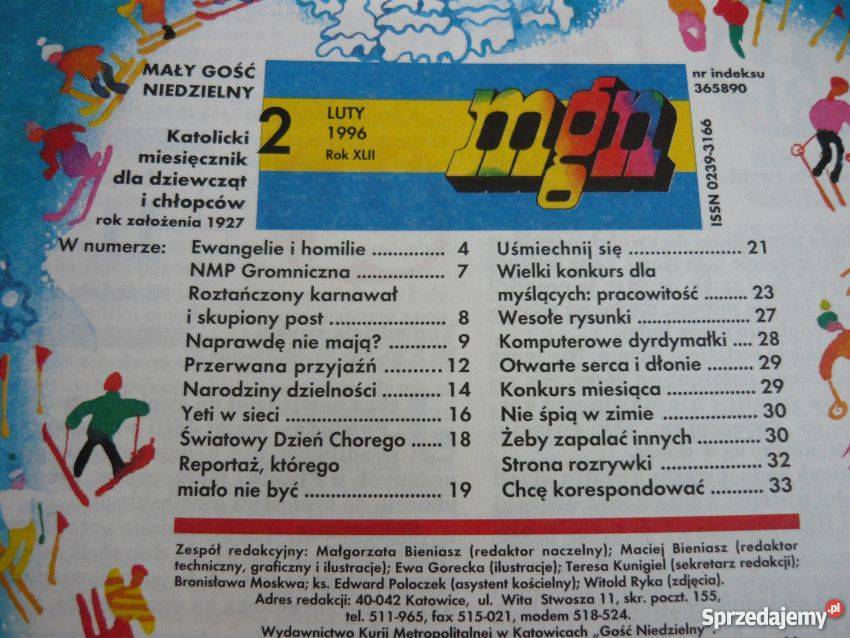 MAŁY GOŚĆ
NIEDZIELNY
Katolicki
miesięcznik
dla dziewcząt
i chłopców
rok założenia 1927
2
LUTY
1996
Rok XLII
mgn
nr indeksu
365890
ISSN 0239-3166
W numerze:
Ewangelie i homilie .............. 4
NMP Gromniczna ............ 7
Roztańczony karnawał
i skupiony post .................... 8
Naprawdę nie mają? .......... 9
Przerwana przyjaźń .......... 12
Narodziny dzielności .......... 14
Yeti w sieci ........................... 16
Światowy Dzień Chorego ...... 18
Reportaż, którego
miało nie być ....................... 19
Uśmiechnij się .................... 21
Wielki konkurs dla
myślących: pracowitość ......... 23
Wesołe rysunki .................... 27
Komputerowe dyrdymałki .... 28
Otwarte serca i dłonie ......... 29
Konkurs miesiąca ................ 29
Nie śpią w zimie ................. 30
Żeby zapalać innych ........... 30
Strona rozrywki .................. 32
Chcę korespondować ........... 33
Zespół redakcyjny: Małgorzata Bieniasz (redaktor naczelny); Maciej Bieniasz (redaktor
techniczny, graficzny i ilustracje); Ewa Gorecka (ilustracje); Teresa Kunigiel (sekretarz redakcji);
Bronisława Moskwa; ks. Edward Poloczek (asystent kościelny); Witold Ryka (zdjęcia).
Adres redakcji: 40-042 Katowice, ul. Wita Stwosza 11, skr. poczt. 155,
tel. 511-965, fax 515-021, modem 518-524.
Wydawnictwo Kurii Metropolitalnej w Katowicach „Gość Niedzielny".
Sprzedajemy.pl